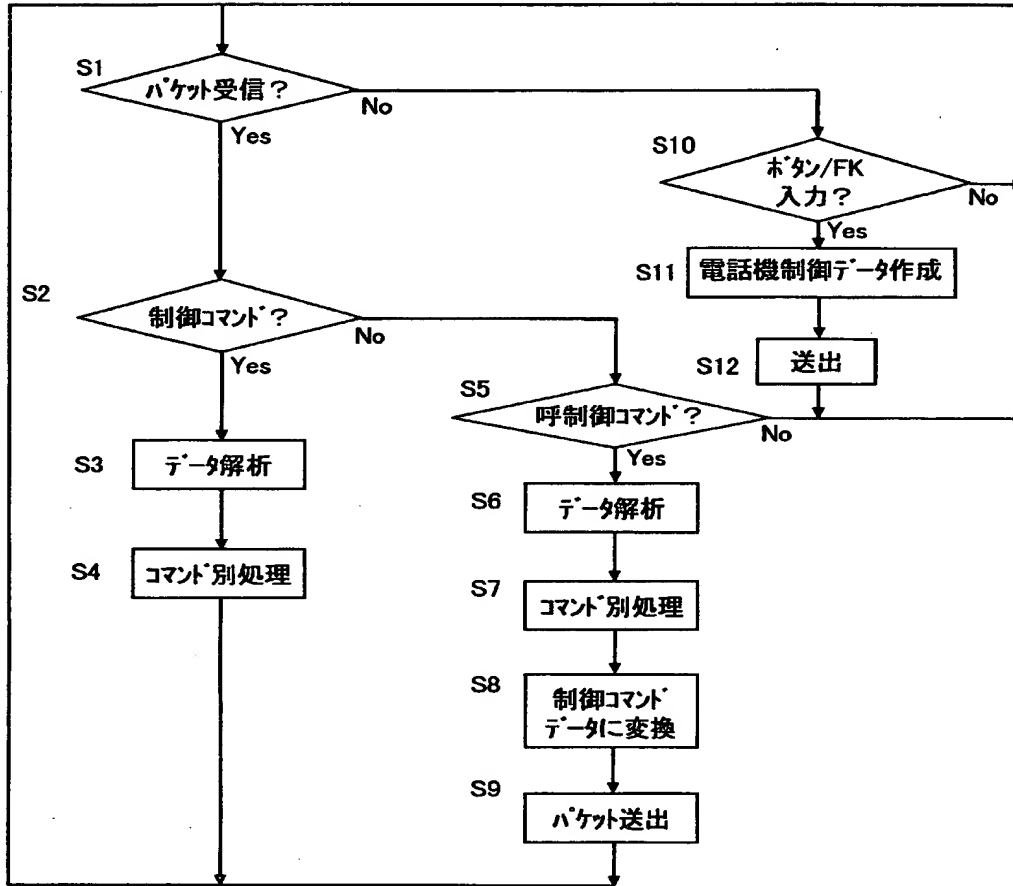 S1
パケット受信？
No
Yes
S10
ボタン/FK
入力？
No
Yes
S11
電話機制御データ作成
S12
送出
S2
制御コマンド？
No
Yes
S5
呼制御コマンド？
No
Yes
S3
データ解析
S4
コマンド別処理
S6
データ解析
S7
コマンド別処理
S8
制御コマンド
データに変換
S9
パケット送出